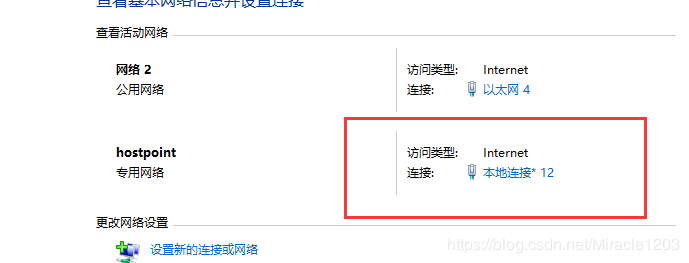 查看基本网络信息并设置连接
查看活动网络
网络 2
公用网络
访问类型: Internet
连接: 以太网 4
hostpoint
专用网络
访问类型: Internet
连接: 本地连接* 12
更改网络设置
设置新的连接或网络
https://blog.csdn.net/Miracle1203